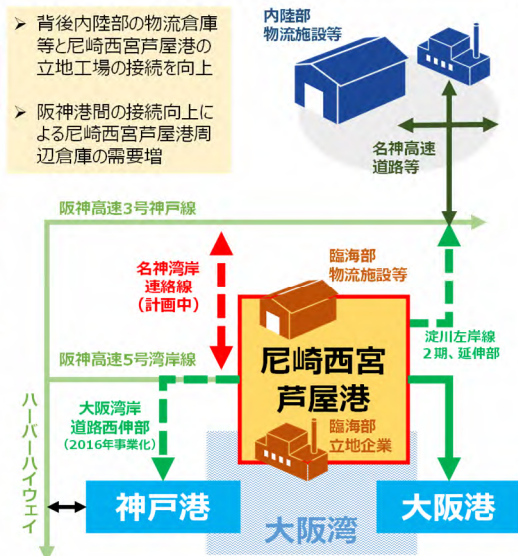 ➢ 背後内陸部の物流倉庫
等と尼崎西宮芦屋港の
立地工場の接続を向上
➢ 阪神港間の接続向上に
よる尼崎西宮芦屋港周
辺倉庫の需要増
内陸部
物流施設等
名神高速
道路等
阪神高速3号神戸線
名神湾岸
連絡線
(計画中)
臨海部
物流施設等
淀川左岸線
2期、延伸部
尼崎西宮
芦屋港
阪神高速5号湾岸線
大阪湾岸
道路西伸部
(2016年事業化)
臨海部
立地企業
ハーバーハイウェイ
神戸港
大阪湾
大阪港